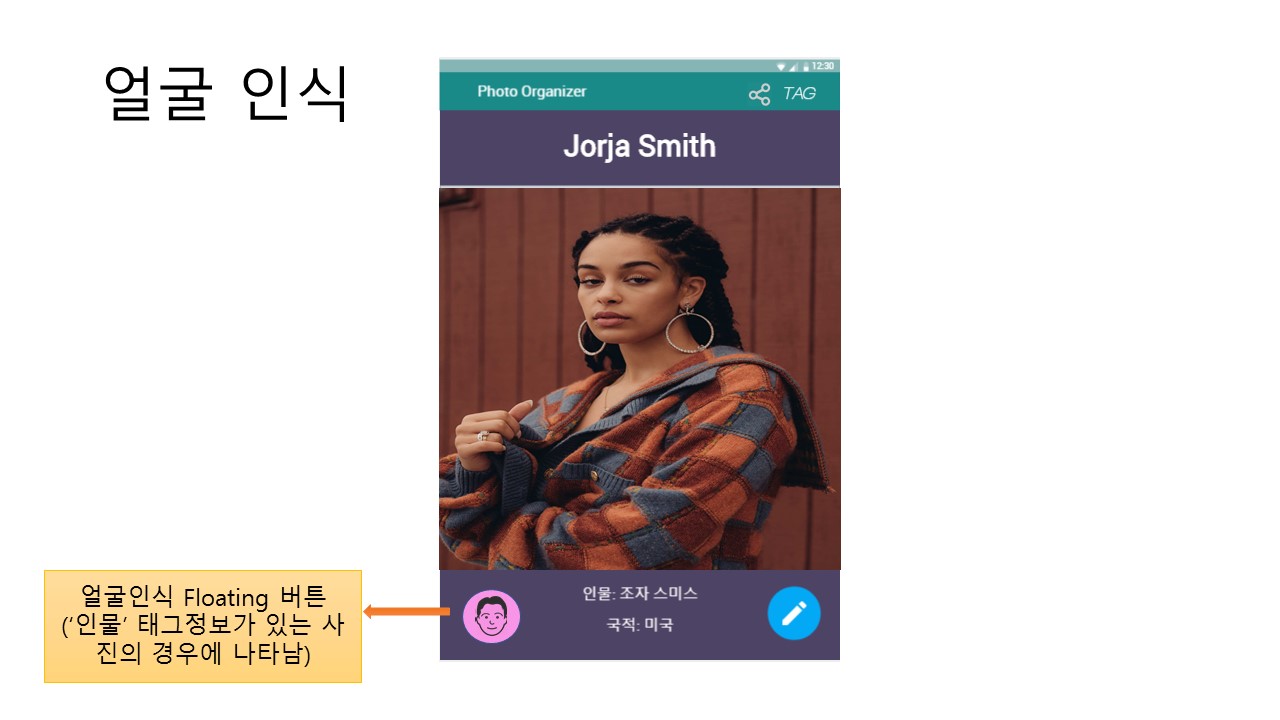 얼굴 인식
12:30
Photo Organizer
TAG
Jorja Smith
인물: 조자 스미스
국적: 미국
얼굴인식 Floating 버튼
(‘인물’ 태그정보가 있는 사
진의 경우에 나타남)